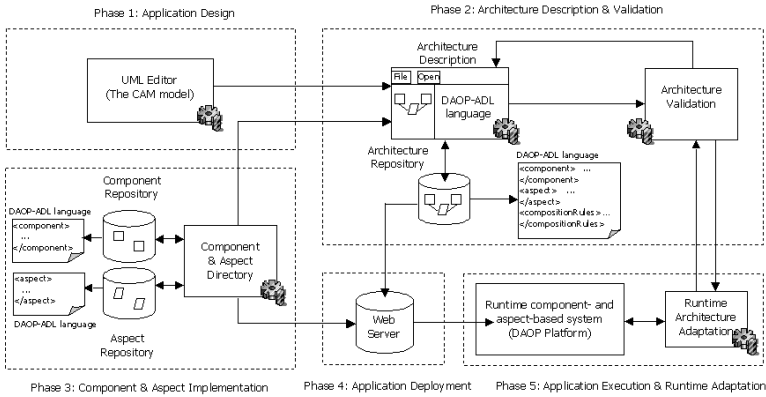 Phase 1: Application Design
UML Editor
(The CAM model)
Phase 2: Architecture Description & Validation
Architecture
Description
File
Open
DAOP-ADL
language
Architecture
Validation
Architecture
Repository
DAOP-ADL language
<component> ...
</component>
<aspect> ...
</aspect>
<compositionRules>...
</compositionRules>
Component
Repository
DAOP-ADL language
<component>
...
</component>
Component
& Aspect
Directory
<aspect>
...
</aspect>
DAOP-ADL language
Aspect
Repository
Phase 3: Component & Aspect Implementation
Web
Server
Phase 4: Application Deployment
Runtime component- and
aspect-based system
(DAOP Platform)
Runtime
Architecture
Adaptation
Phase 5: Application Execution & Runtime Adaptation